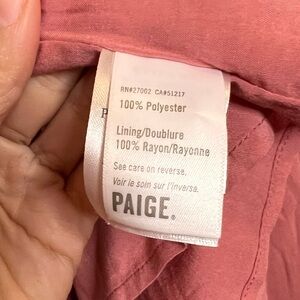 RN#27002 CA#51217
100% Polyester
Lining/Doublure
100% Rayon/Rayonne
See care on reverse.
Voir le soin sur l'inverse.
PAIGE.